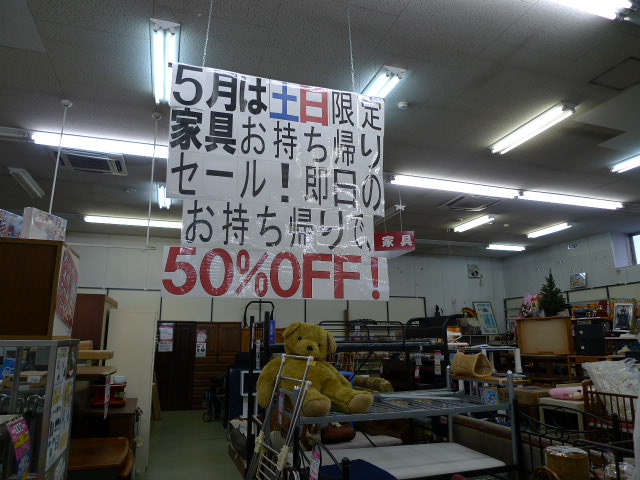 ５月は土日限定
家具お持ち帰り
セール！即日の
お持ち帰りで、
50%OFF！
家具